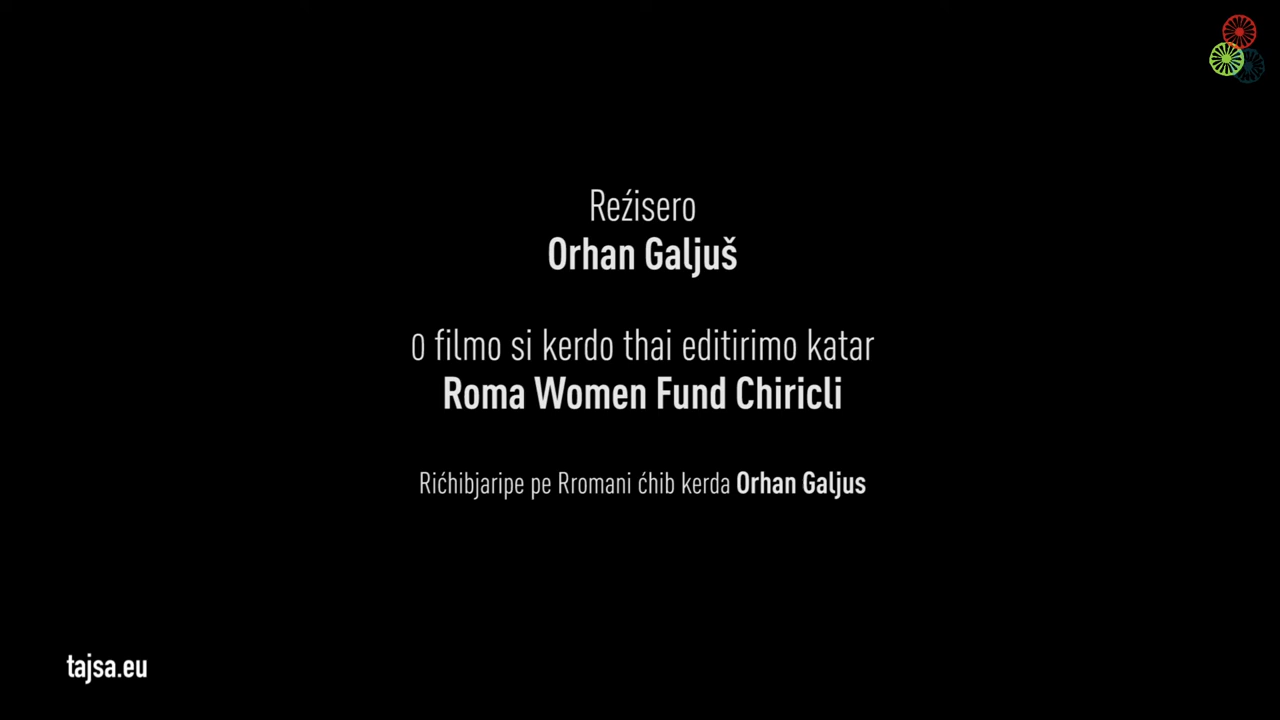 Reźisero
Orhan Galjuš
O filmo si kerdo thai editirimo katar
Roma Women Fund Chiricli
Rićhibjaripe pe Rromani ćhib kerda Orhan Galjus
tajsa.eu